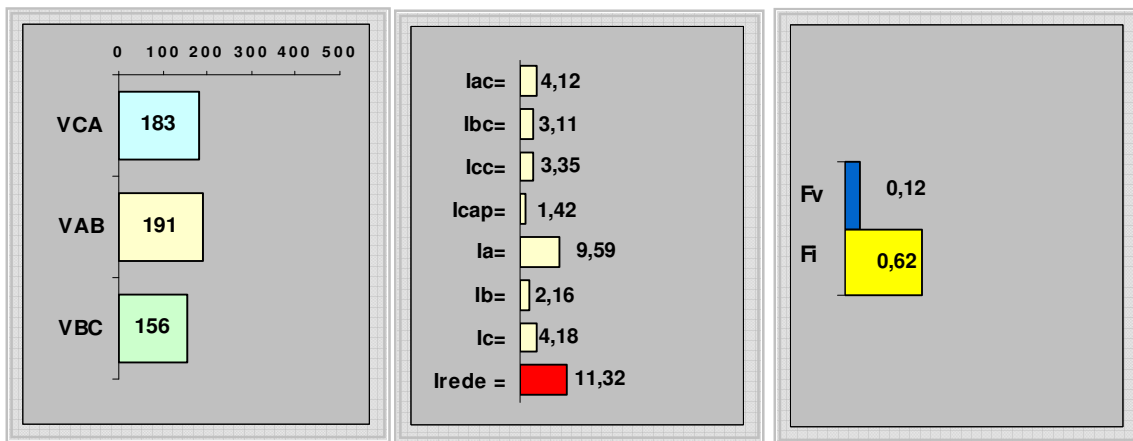 0 100 200 300 400 500
VCA 183
VAB 191
VBC 156
Iac= 4,12
Ibc= 3,11
Icc= 3,35
Icap= 1,42
Ia= 9,59
Ib= 2,16
Ic= 4,18
Irede = 11,32
Fv 0,12
Fi 0,62